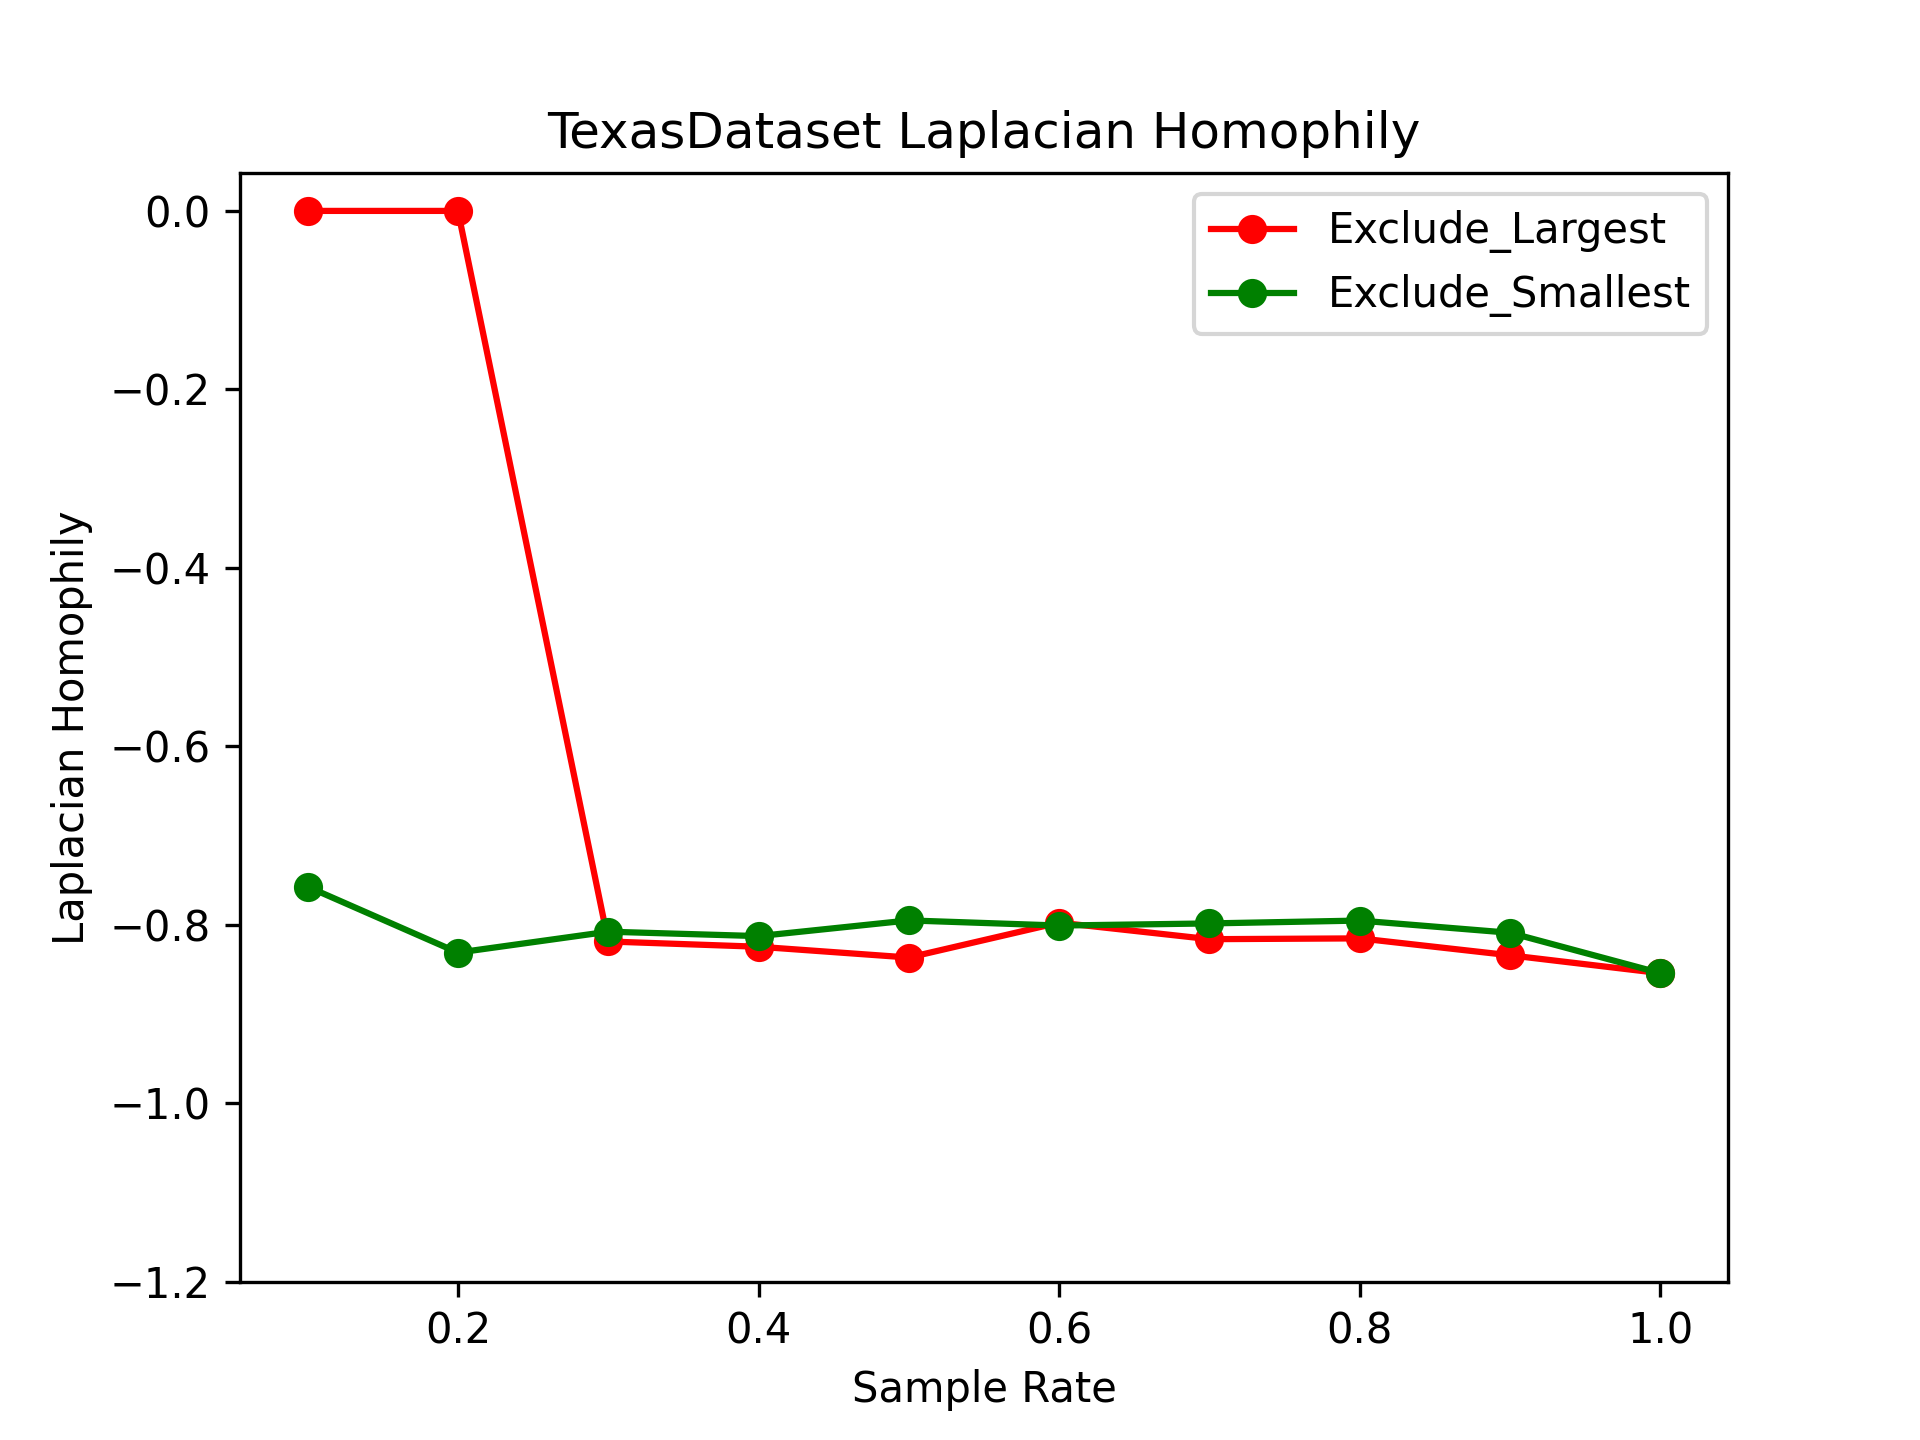 TexasDataset Laplacian Homophily
Exclude_Largest
Exclude_Smallest
Laplacian Homophily
0.0
−0.2
−0.4
−0.6
−0.8
−1.0
−1.2
0.2 0.4 0.6 0.8 1.0
Sample Rate